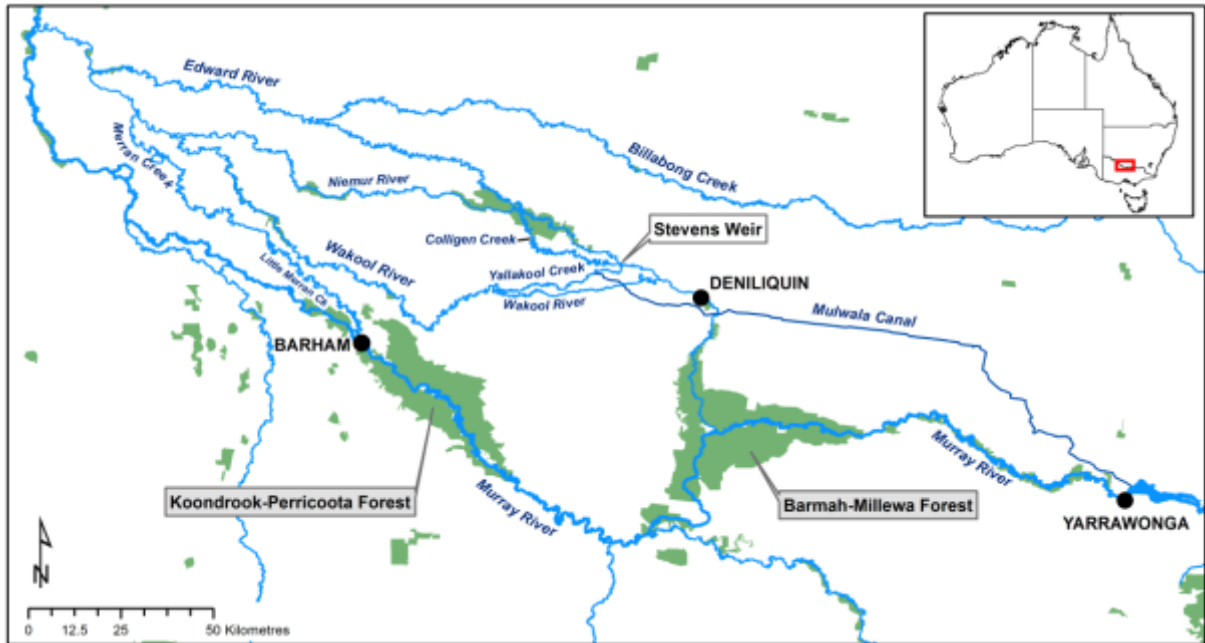 Edward River
Billabong Creek
Murran Creek
Niemur River
Stevens Weir
Colligen Creek
Wakool River
Yallakool Creek
Little Murran Ck
Wakool River
DENILIQUIN
Mulwala Canal
BARHAM
Koondrook-Perricoota Forest
Murray River
Barmah-Millewa Forest
Murray River
YARRAWONGA
N
0 12.5 25 50 Kilometres